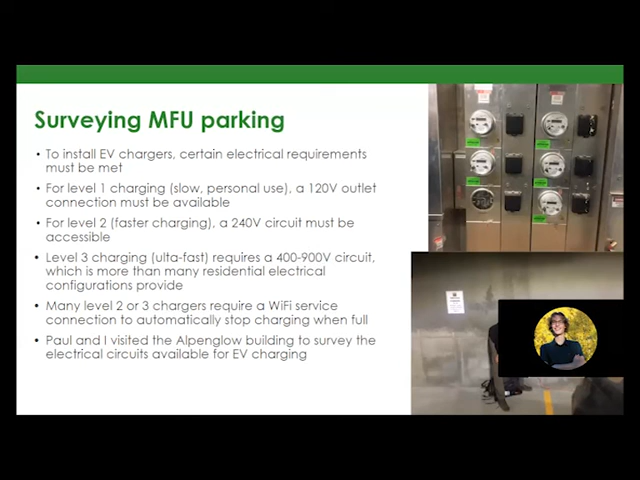 Surveying MFU parking
• To install EV chargers, certain electrical requirements
must be met
• For level 1 charging (slow, personal use), a 120V outlet
connection must be available
• For level 2 (faster charging), a 240V circuit must be
accessible
• Level 3 charging (ulta-fast) requires a 400-900V circuit,
which is more than many residential electrical
configurations provide
• Many level 2 or 3 chargers require a WiFi service
connection to automatically stop charging when full
• Paul and I visited the Alpenglow building to survey the
electrical circuits available for EV charging